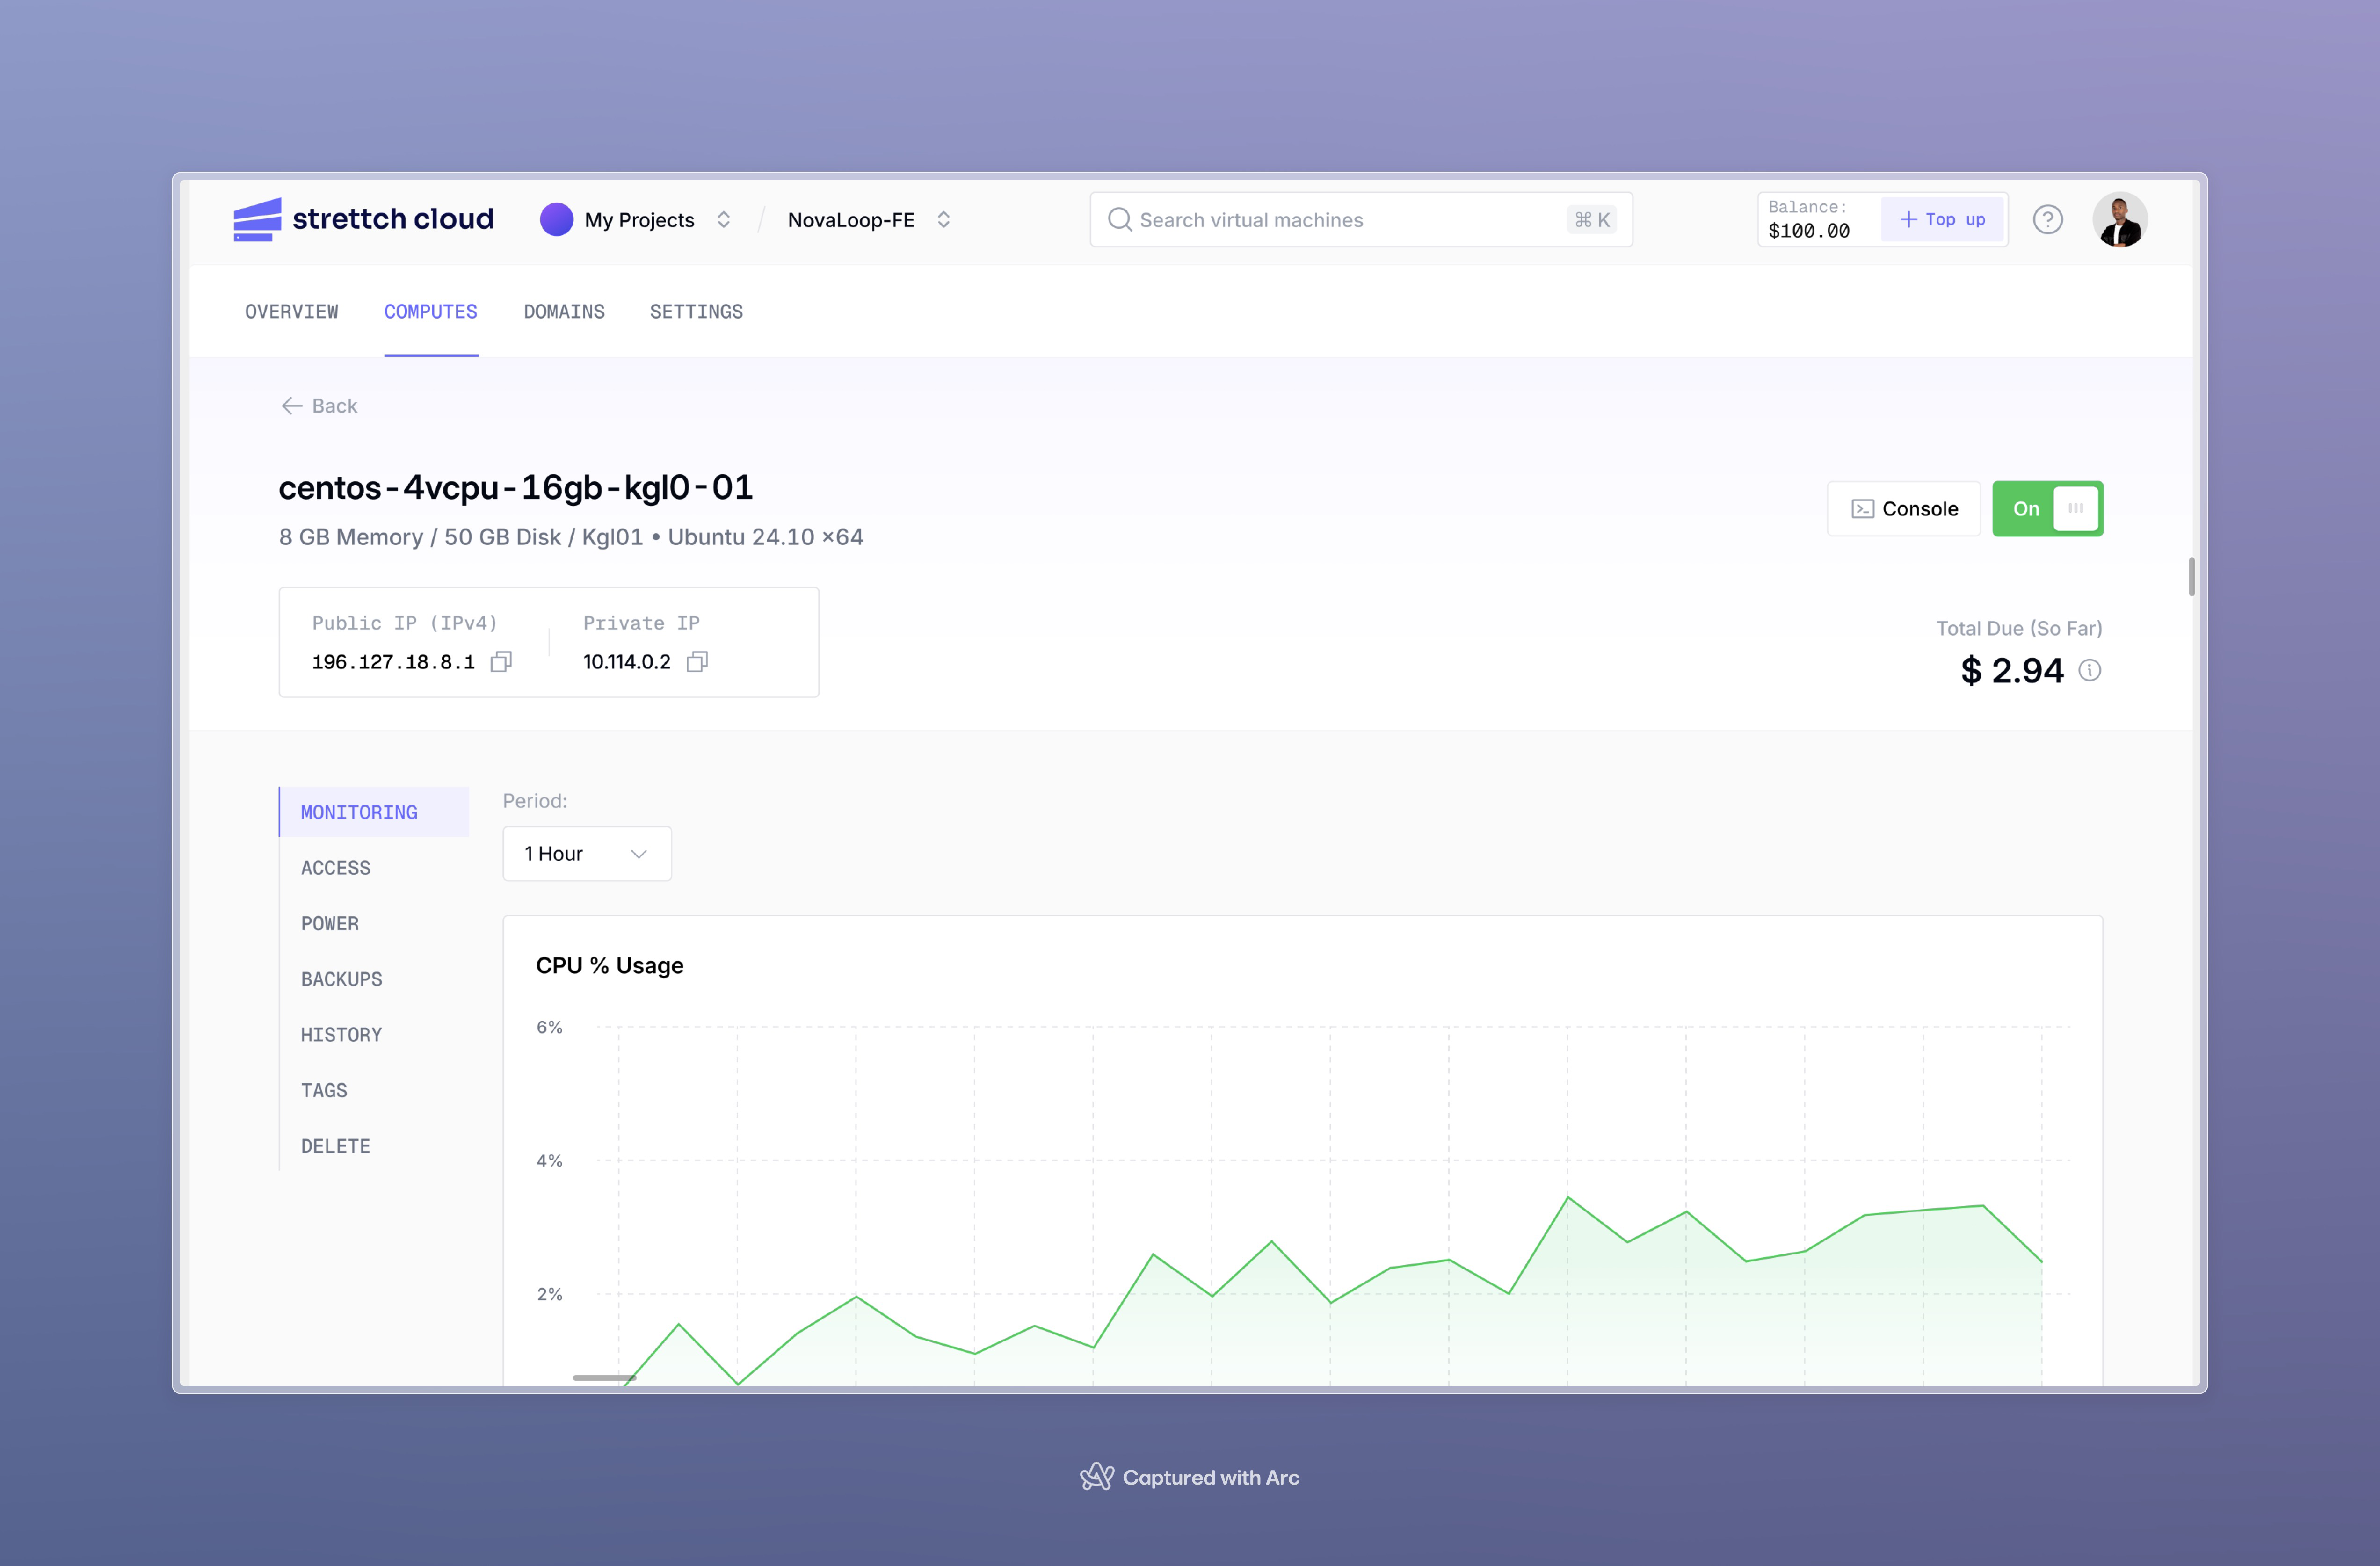 strettch cloud
My Projects / NovaLoop-FE
Search virtual machines ⌘ K
Balance:
$100.00
+ Top up
OVERVIEW COMPUTES DOMAINS SETTINGS
← Back
centos-4vcpu-16gb-kgl0-01
8 GB Memory / 50 GB Disk / Kgl01 • Ubuntu 24.10 ×64
Console
On
Public IP (IPv4)
196.127.18.8.1
Private IP
10.114.0.2
Total Due (So Far)
$ 2.94
MONITORING
ACCESS
POWER
BACKUPS
HISTORY
TAGS
DELETE
Period:
1 Hour
CPU % Usage
6%
4%
2%
Captured with Arc